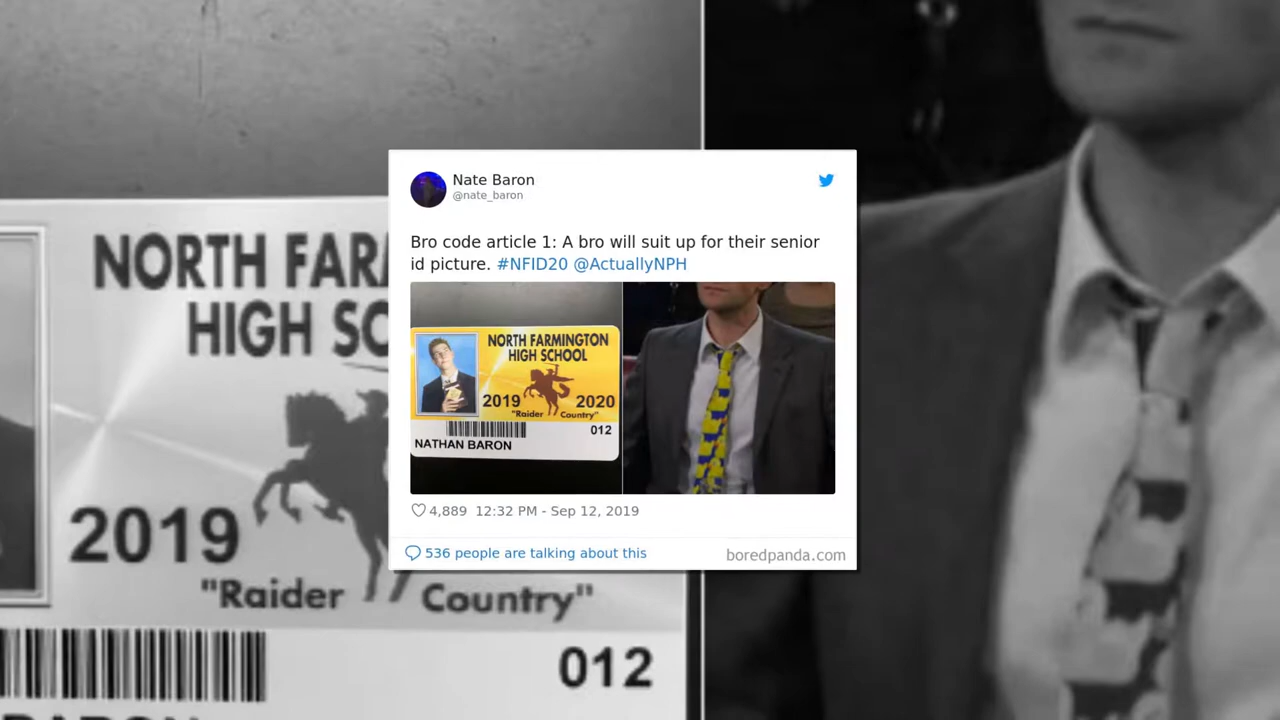 Nate Baron
@nate_baron
Bro code article 1: A bro will suit up for their senior
id picture. #NFID20 @ActuallyNPH
NORTH FARMINGTON
HIGH SCHOOL
2019 2020
"Raider Country"
012
NATHAN BARON
4,889 12:32 PM - Sep 12, 2019
536 people are talking about this
boredpanda.com
NORTH FAR
HIGH SC
2019
"Raider Country"
012
BARON